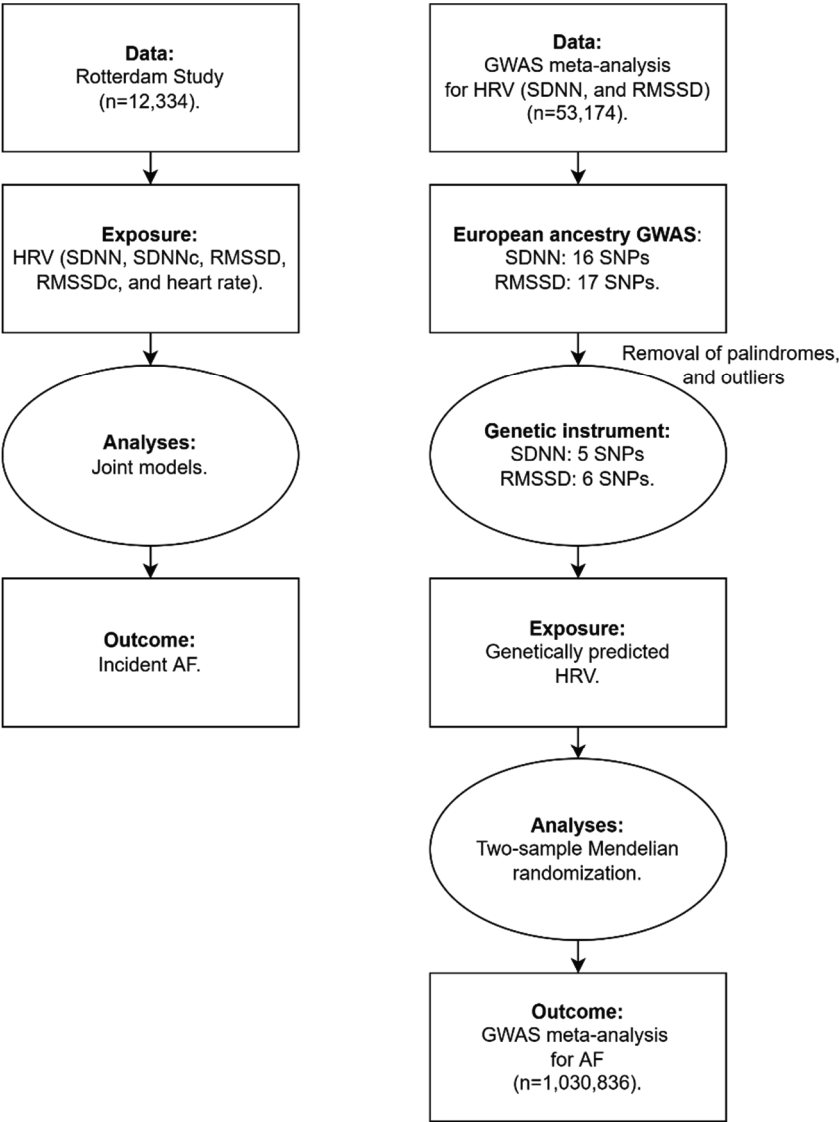 Data:
Rotterdam Study
(n=12,334).
Exposure:
HRV (SDNN, SDNNc, RMSSD,
RMSSDc, and heart rate).
Analyses:
Joint models.
Outcome:
Incident AF.
Data:
GWAS meta-analysis
for HRV (SDNN, and RMSSD)
(n=53,174).
European ancestry GWAS:
SDNN: 16 SNPs
RMSSD: 17 SNPs.
Removal of palindromes,
and outliers
Genetic instrument:
SDNN: 5 SNPs
RMSSD: 6 SNPs.
Exposure:
Genetically predicted
HRV.
Analyses:
Two-sample Mendelian
randomization.
Outcome:
GWAS meta-analysis
for AF
(n=1,030,836).